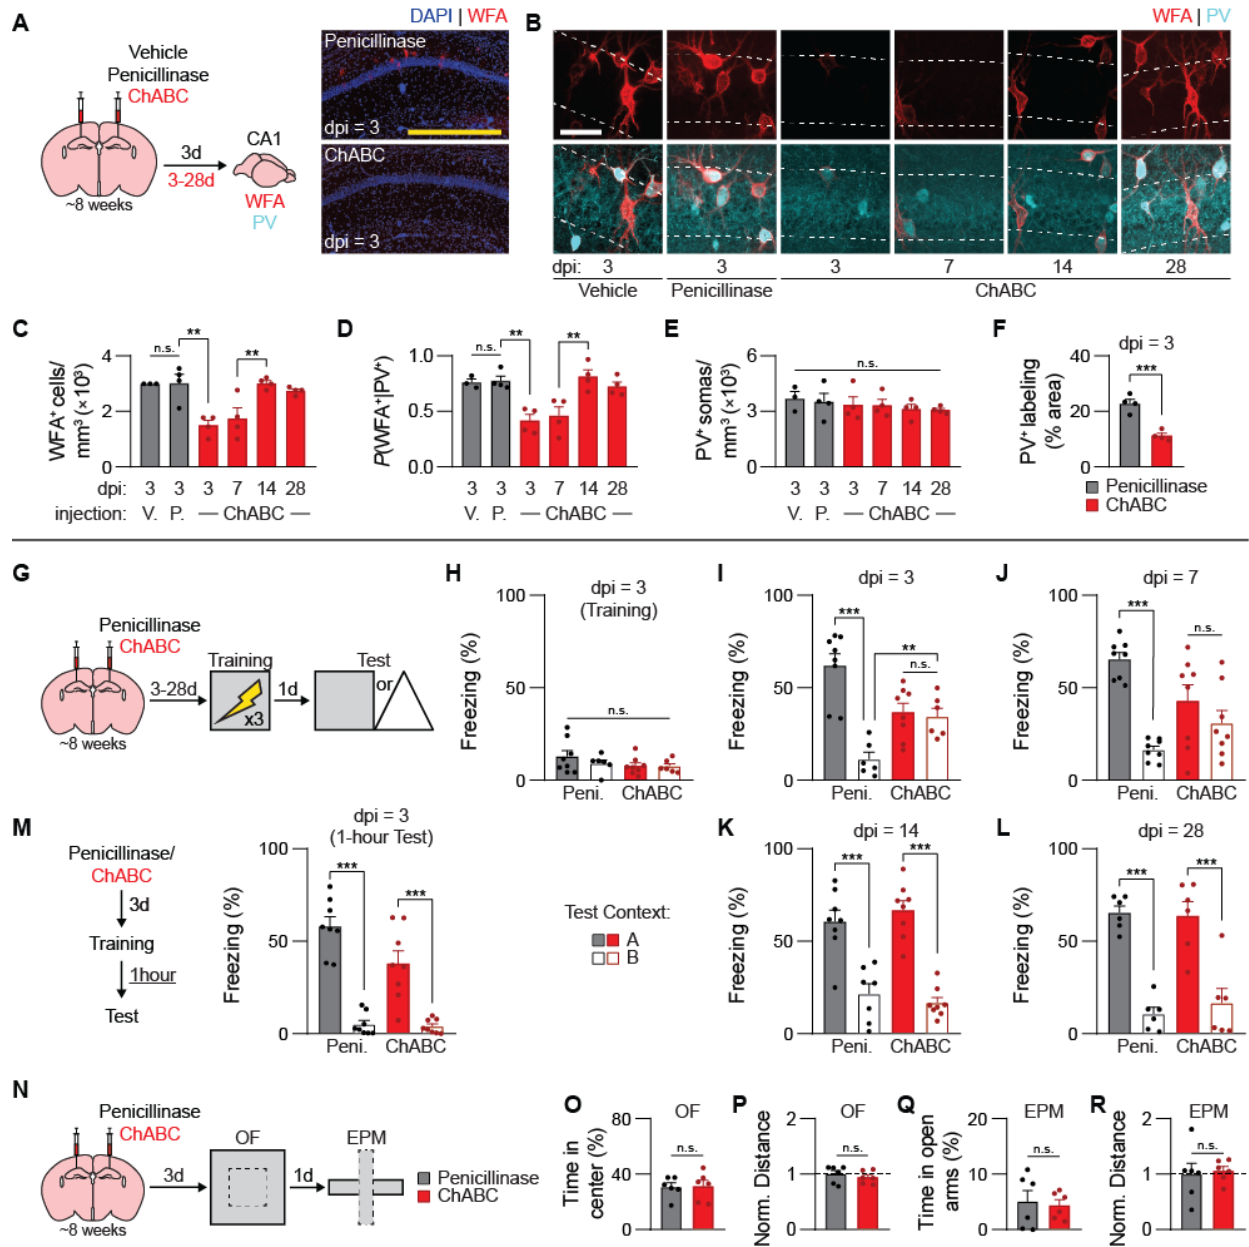 A
Vehicle
Penicillinase
ChABC
3d
3-28d
~8 weeks
CA1
WFA
PV
DAPI | WFA
Penicillinase
dpi = 3
ChABC
dpi = 3
B
WFA | PV
dpi: 3 3 3 7 14 28
Vehicle Penicillinase ChABC
C
WFA⁺ cells/
mm³ (×10³)
4
2
0
n.s.
**
**
dpi: 3 3 3 7 14 28
injection: V. P. — ChABC —
D
P(WFA⁺|PV⁺)
1.0
0.5
0.0
n.s.
**
**
3 3 3 7 14 28
V. P. — ChABC —
E
PV⁺ somas/
mm³ (×10³)
6
3
0
n.s.
3 3 3 7 14 28
V. P. — ChABC —
F
dpi = 3
PV⁺ labeling
(% area)
40
20
0
***
Penicillinase
ChABC
G
Penicillinase
ChABC
~8 weeks
3-28d
Training
x3
1d
Test
or
H
dpi = 3
(Training)
Freezing (%)
100
50
0
n.s.
Peni. ChABC
I
dpi = 3
Freezing (%)
100
50
0
***
**
n.s.
Peni. ChABC
J
dpi = 7
Freezing (%)
100
50
0
***
n.s.
Peni. ChABC
M
Penicillinase/
ChABC
3d
Training
1hour
Test
dpi = 3
(1-hour Test)
Freezing (%)
100
50
0
***
***
Peni. ChABC
Test Context:
A
B
K
dpi = 14
Freezing (%)
100
50
0
***
***
Peni. ChABC
L
dpi = 28
Freezing (%)
100
50
0
***
***
Peni. ChABC
N
Penicillinase
ChABC
~8 weeks
3d
OF
1d
EPM
Penicillinase
ChABC
O
OF
Time in
center (%)
80
40
0
n.s.
P
OF
Norm. Distance
2
1
0
n.s.
Q
EPM
Time in open
arms (%)
20
10
0
n.s.
R
EPM
Norm. Distance
2
1
0
n.s.